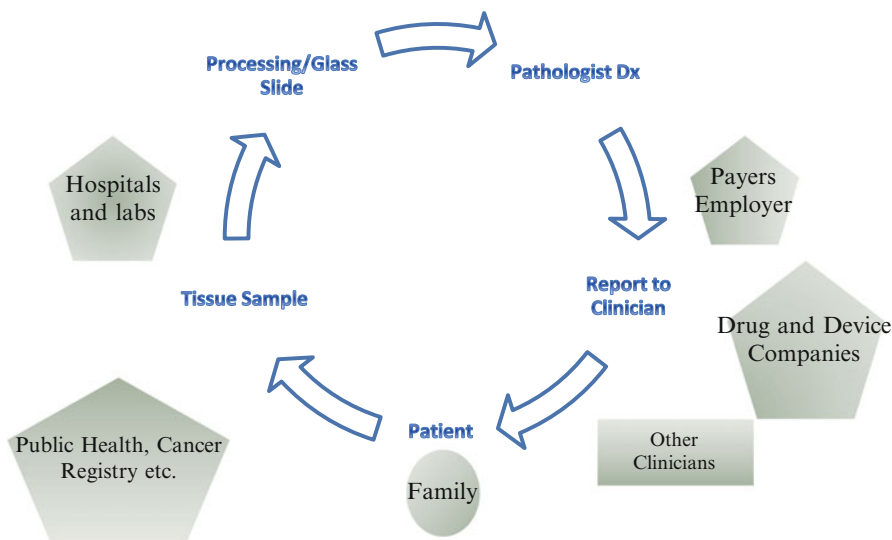 Processing/Glass
Slide
Pathologist Dx
Hospitals
and labs
Payers
Employer
Tissue Sample
Report to
Clinician
Drug and Device
Companies
Public Health, Cancer
Registry etc.
Patient
Family
Other
Clinicians